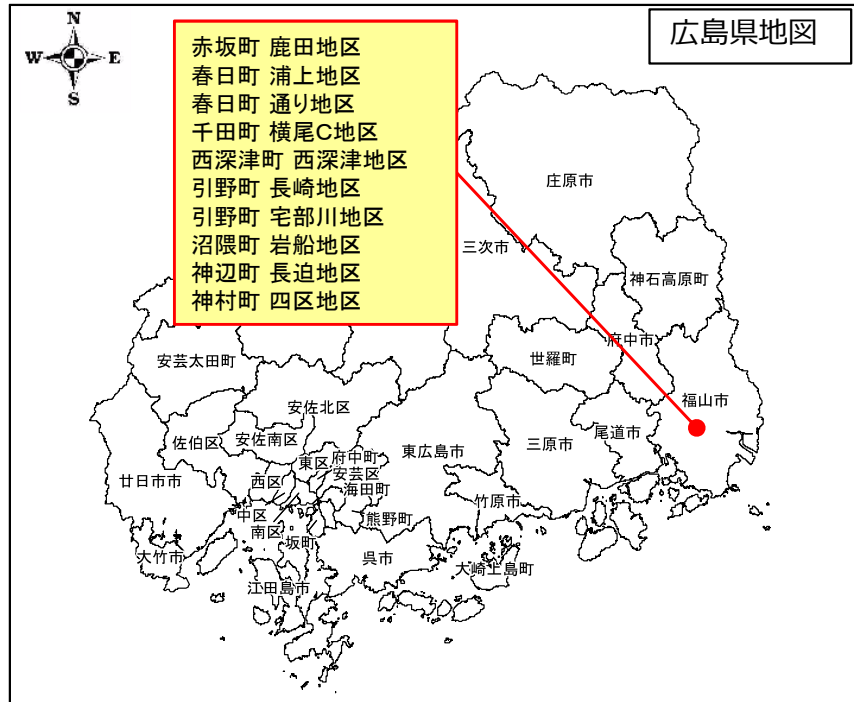 広島県地図
N
W E
S
赤坂町 鹿田地区
春日町 浦上地区
春日町 通り地区
千田町 横尾C地区
西深津町 西深津地区
引野町 長崎地区
引野町 宅部川地区
沼隈町 岩船地区
神辺町 長迫地区
神村町 四区地区
庄原市
三次市
神石高原町
府中市
世羅町
安芸太田町
福山市
安佐北区
尾道市
佐伯区
安佐南区
東広島市
三原市
東区
府中町
安芸区
廿日市市
西区
海田町
竹原市
中区
熊野町
南区
坂町
大竹市
呉市
大崎上島町
江田島市